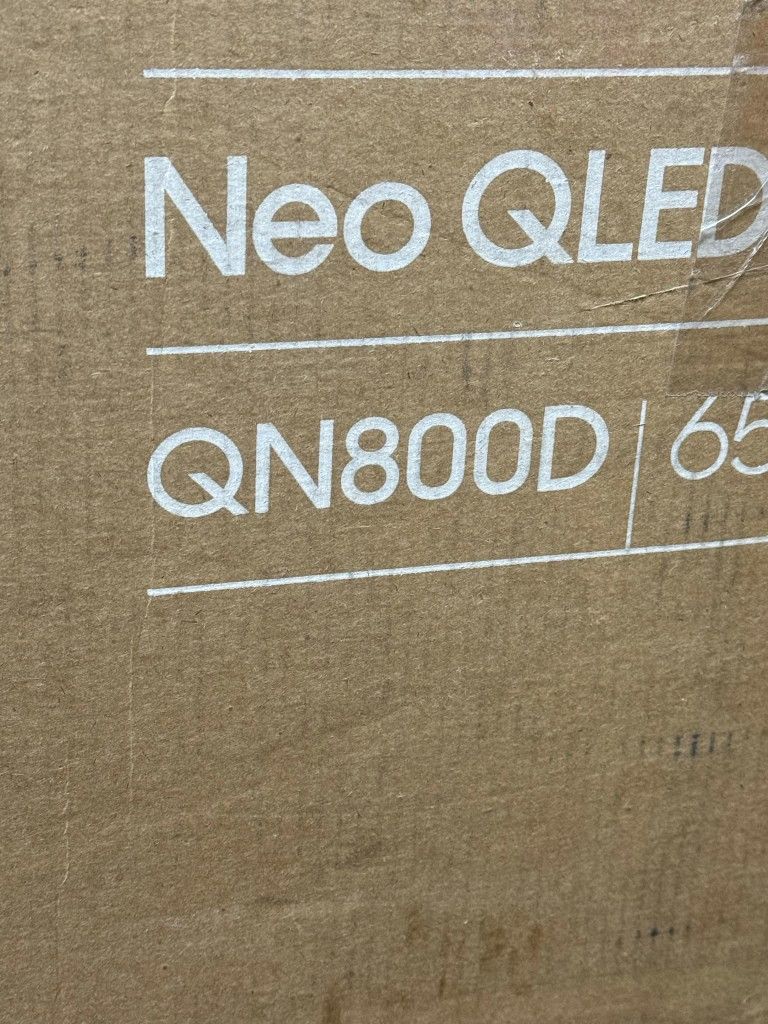 Neo QLED
QN800D | 65